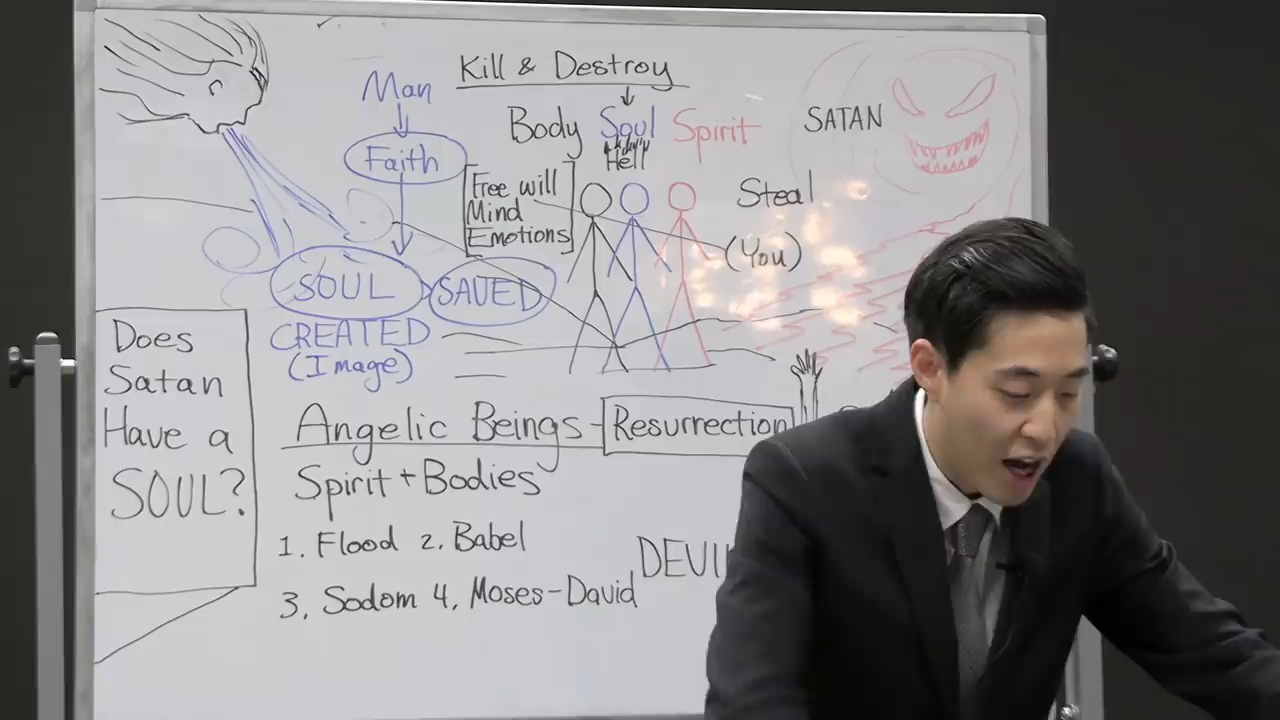 Kill & Destroy
Man
Body Soul Spirit
Hell
SATAN
Faith
Free will
Mind
Emotions
Steal
(You)
SOUL
SAVED
CREATED
(Image)
Does
Satan
Have a
SOUL?
Angelic Beings - Resurrection
Spirit + Bodies
1. Flood 2. Babel
3. Sodom 4. Moses-David
DEVI